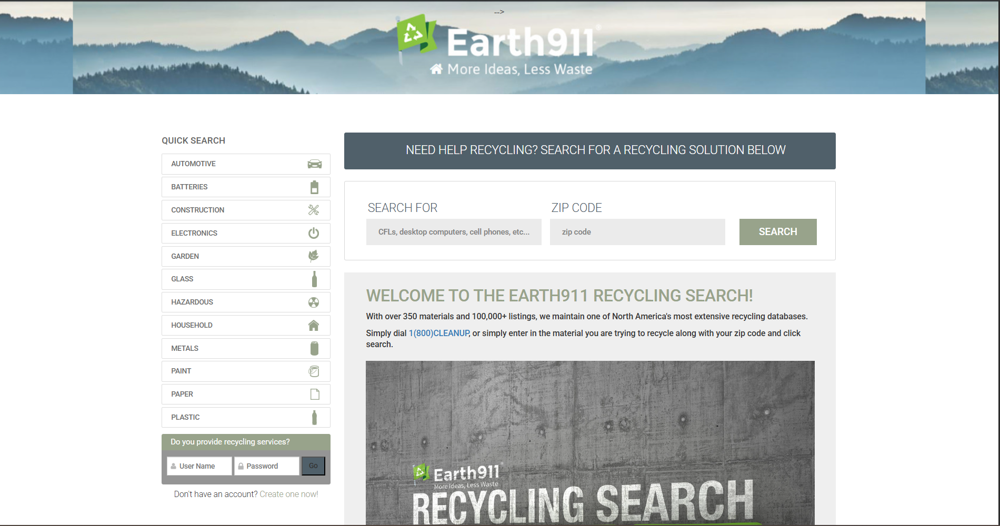 -->
Earth911
More Ideas, Less Waste
QUICK SEARCH
AUTOMOTIVE
BATTERIES
CONSTRUCTION
ELECTRONICS
GARDEN
GLASS
HAZARDOUS
HOUSEHOLD
METALS
PAINT
PAPER
PLASTIC
Do you provide recycling services?
User Name Password Go
Don't have an account? Create one now!
NEED HELP RECYCLING? SEARCH FOR A RECYCLING SOLUTION BELOW
SEARCH FOR ZIP CODE
CFLs, desktop computers, cell phones, etc... zip code SEARCH
WELCOME TO THE EARTH911 RECYCLING SEARCH!
With over 350 materials and 100,000+ listings, we maintain one of North America's most extensive recycling databases.
Simply dial 1(800)CLEANUP, or simply enter in the material you are trying to recycle along with your zip code and click
search.
Earth911
More Ideas, Less Waste
RECYCLING SEARCH